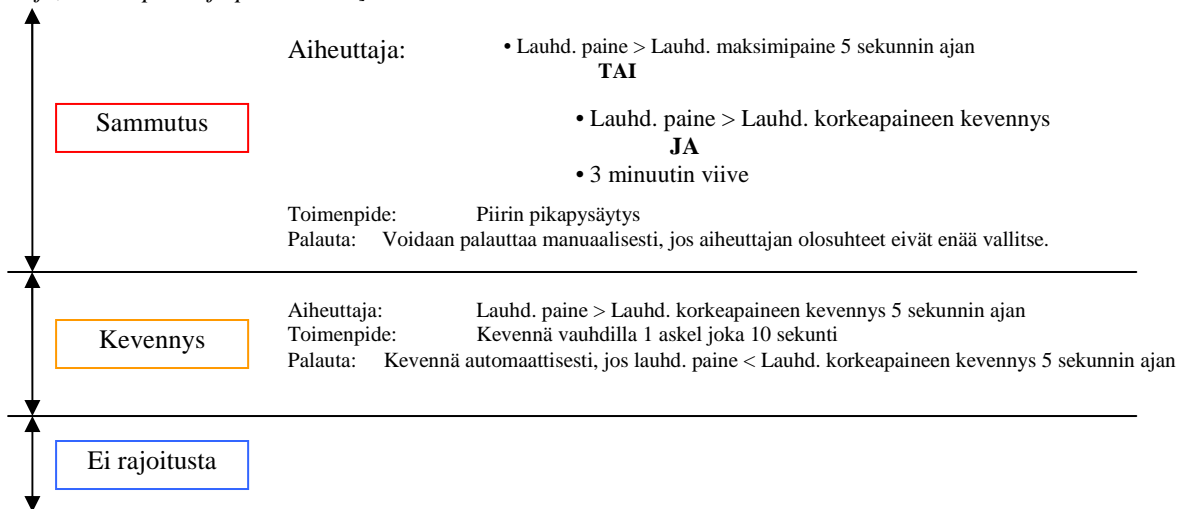 Aiheuttaja: • Lauhd. paine > Lauhd. maksimipaine 5 sekunnin ajan
TAI
Sammutus
• Lauhd. paine > Lauhd. korkeapaineen kevennys
JA
• 3 minuutin viive
Toimenpide: Piirin pikapysäytys
Palauta: Voidaan palauttaa manuaalisesti, jos aiheuttajan olosuhteet eivät enää vallitse.
Kevennys
Aiheuttaja: Lauhd. paine > Lauhd. korkeapaineen kevennys 5 sekunnin ajan
Toimenpide: Kevennä vauhdilla 1 askel joka 10 sekunti
Palauta: Kevennä automaattisesti, jos lauhd. paine < Lauhd. korkeapaineen kevennys 5 sekunnin ajan
Ei rajoitusta